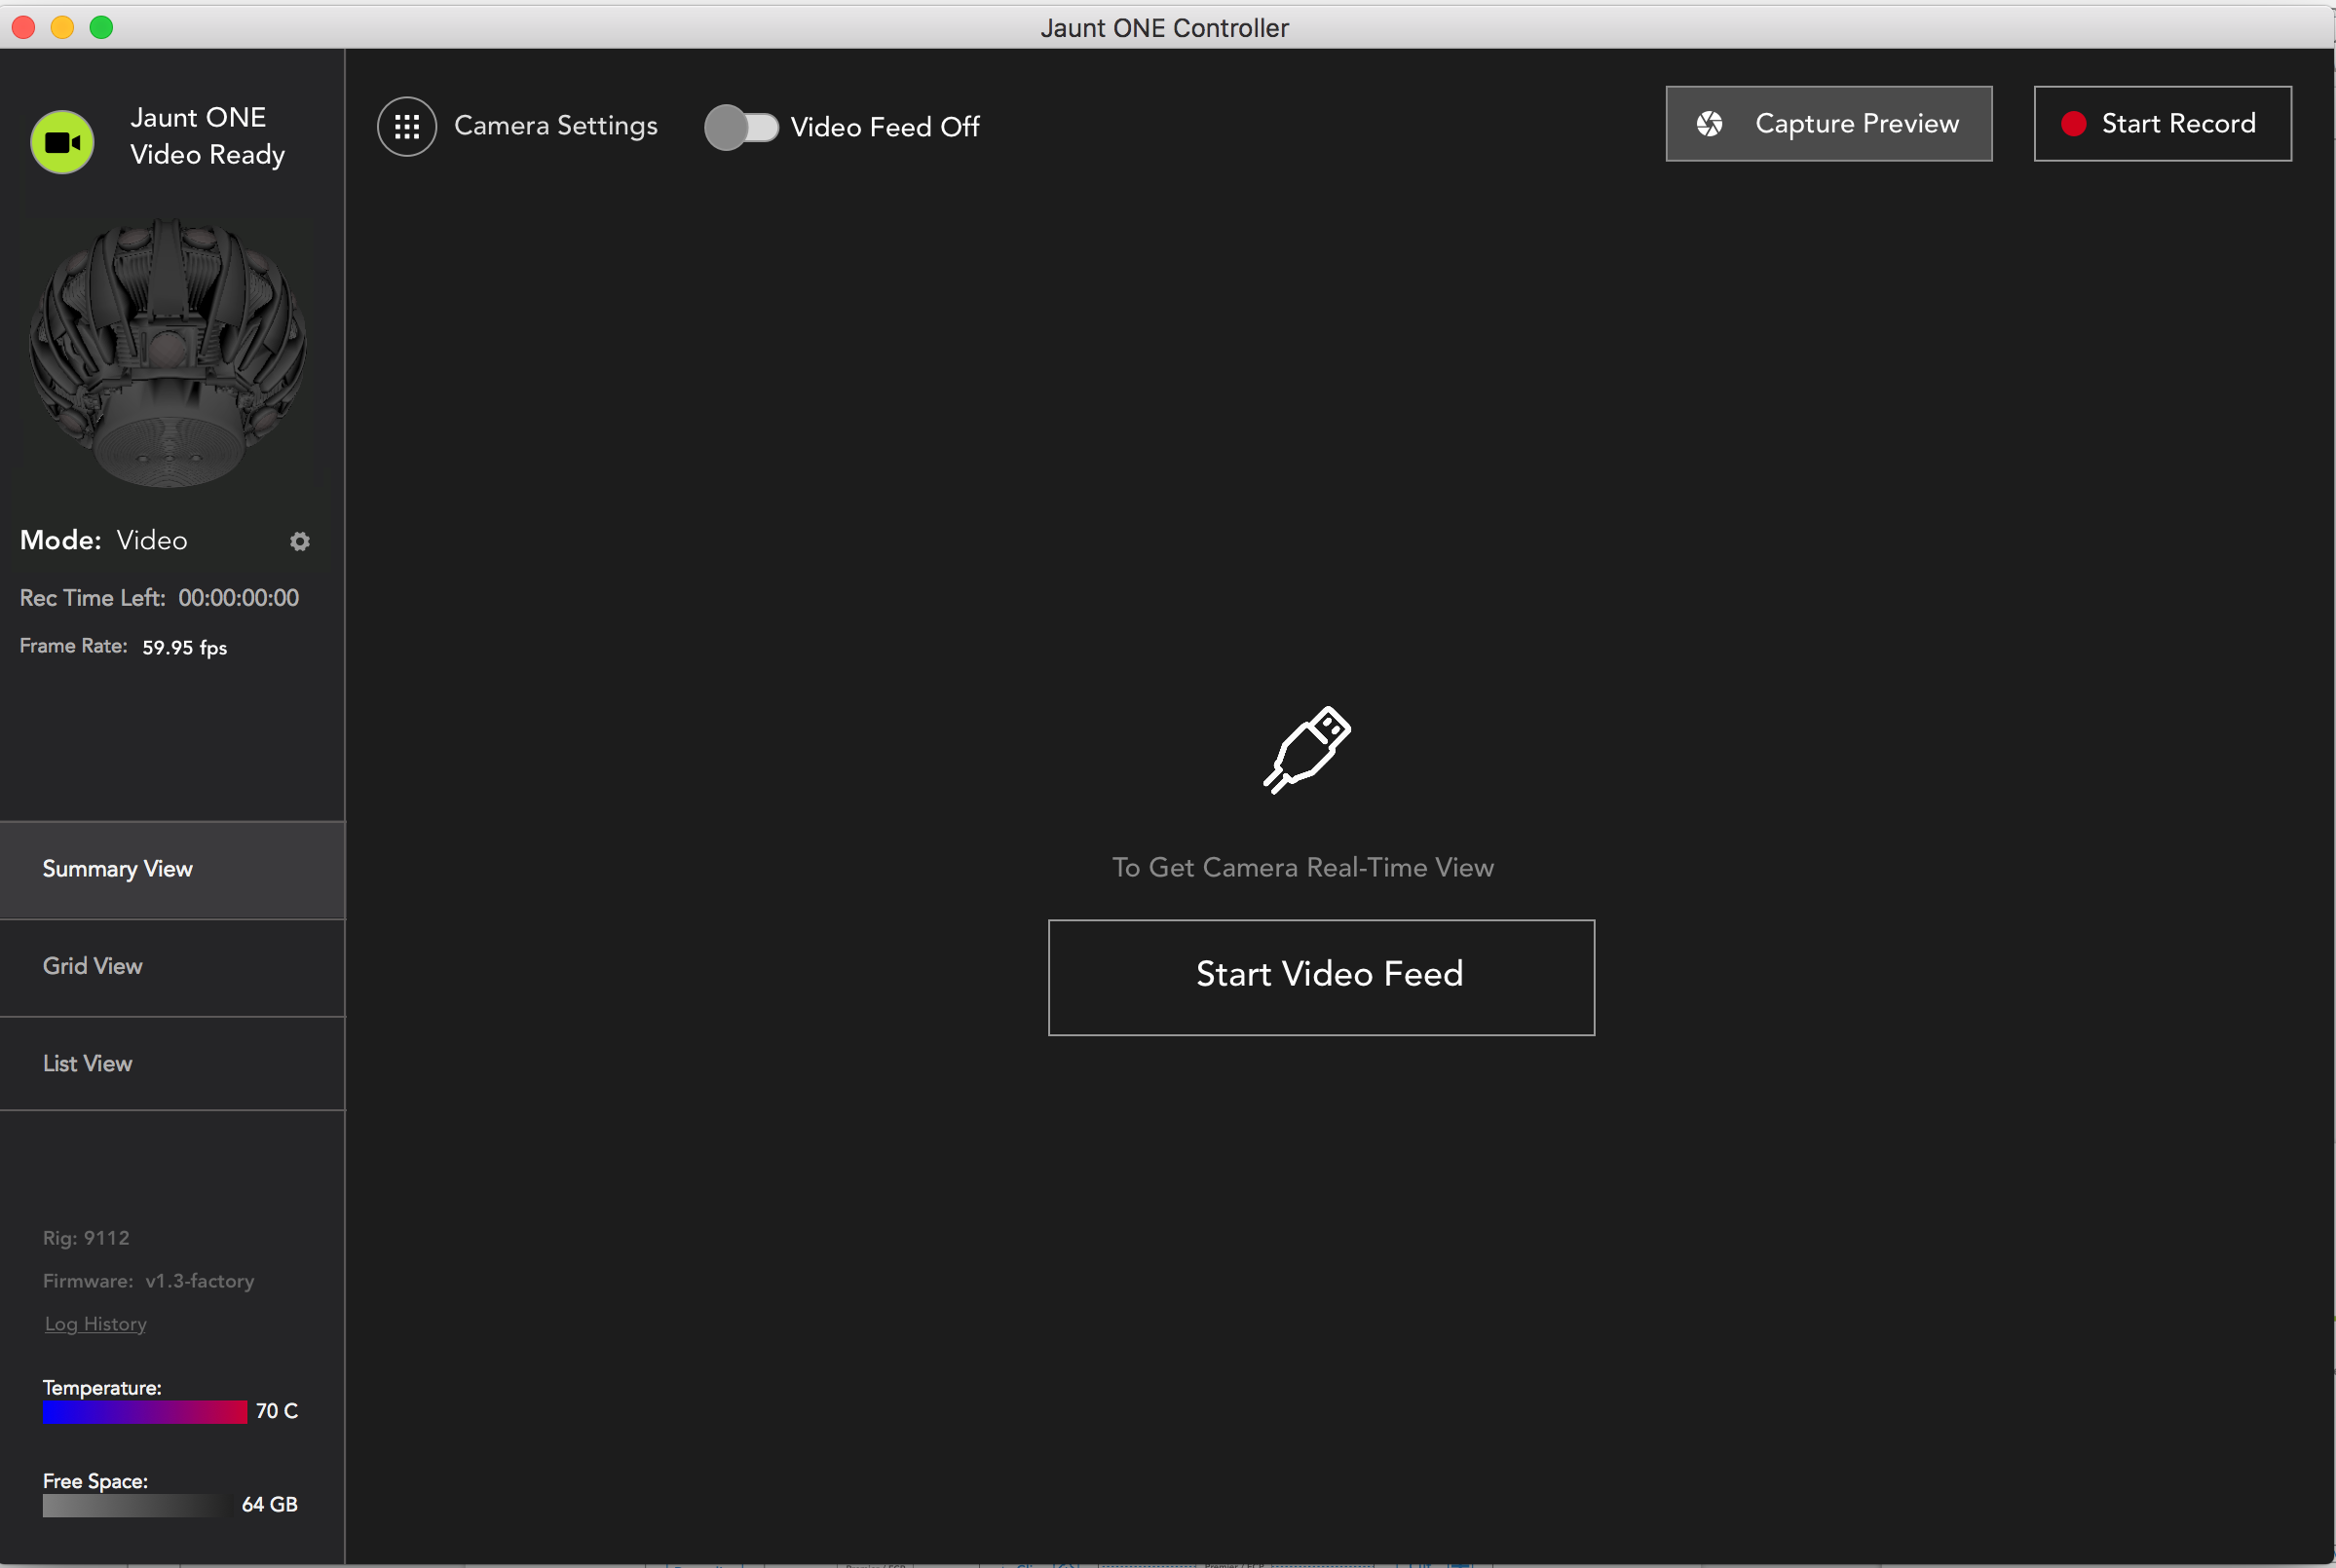 Jaunt ONE Controller
Jaunt ONE
Video Ready
Camera Settings
Video Feed Off
Capture Preview
Start Record
Mode: Video
Rec Time Left: 00:00:00:00
Frame Rate: 59.95 fps
To Get Camera Real-Time View
Start Video Feed
Summary View
Grid View
List View
Rig: 9112
Firmware: v1.3-factory
Log History
Temperature:
70 C
Free Space:
64 GB